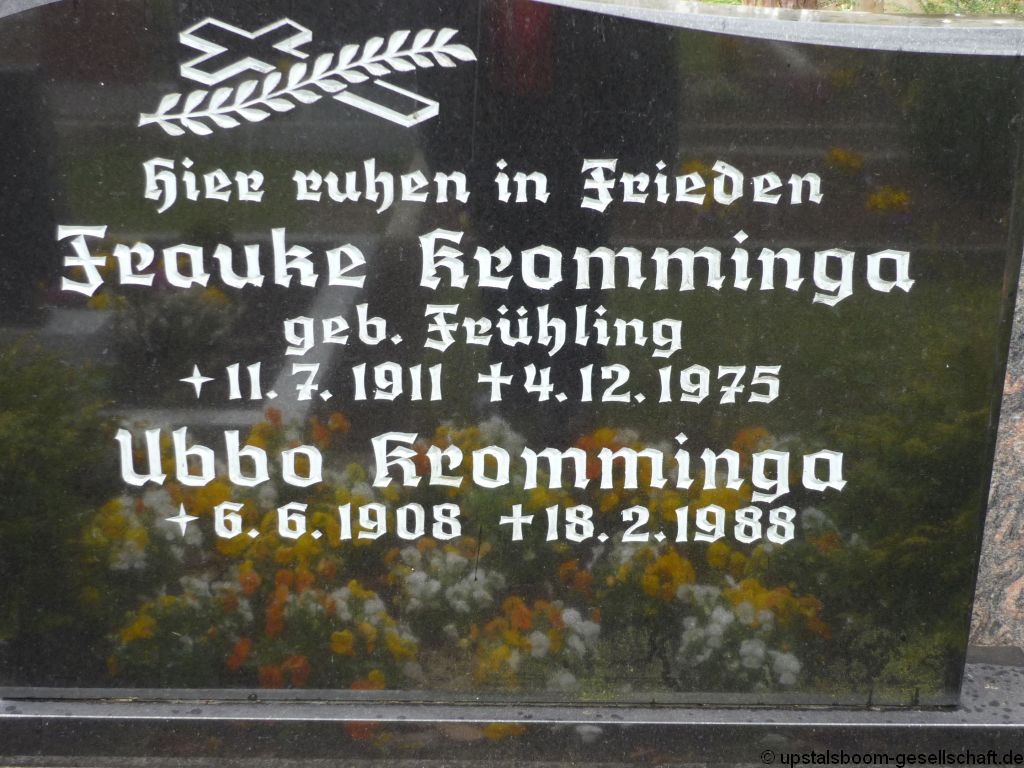 Hier ruhen in Frieden
Frauke Kromminga
geb. Frühling
✦ 11. 7. 1911 ✝ 4. 12. 1975
Ubbo Kromminga
✦ 6. 6. 1908 ✝ 18. 2. 1988
© upstalsboom-gesellschaft.de